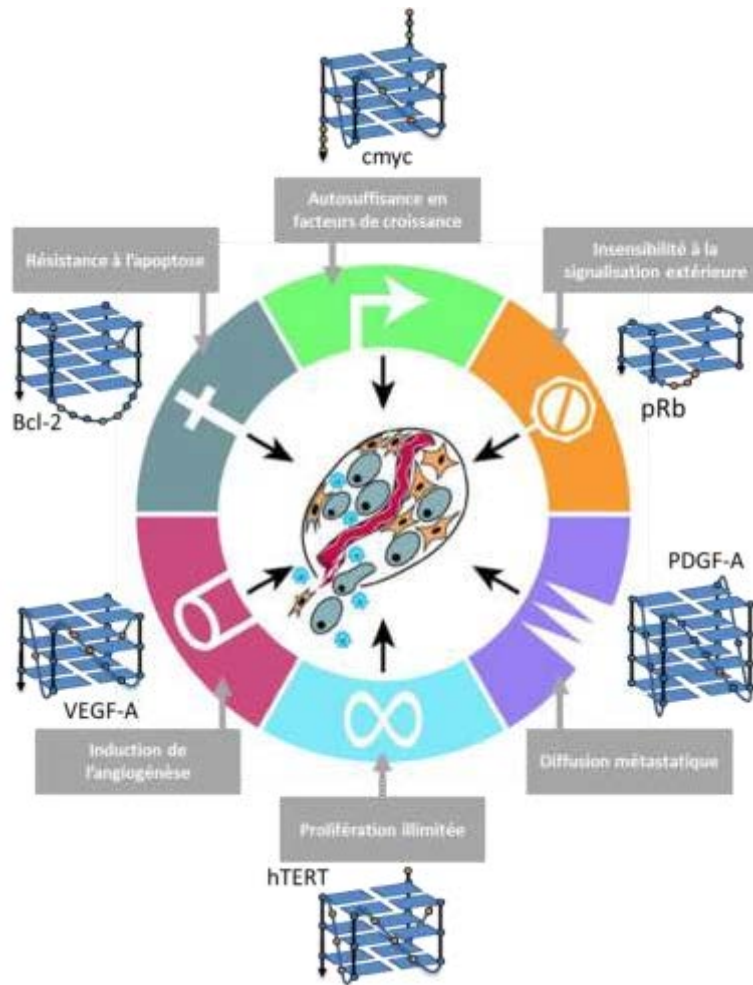 cmyc
Autosuffisance en
facteurs de croissance
Résistance à l'apoptose
Insensibilité à la
signalisation extérieure
Bcl-2
pRb
PDGF-A
VEGF-A
Induction de
l'angiogénèse
Diffusion métastatique
Prolifération illimitée
hTERT